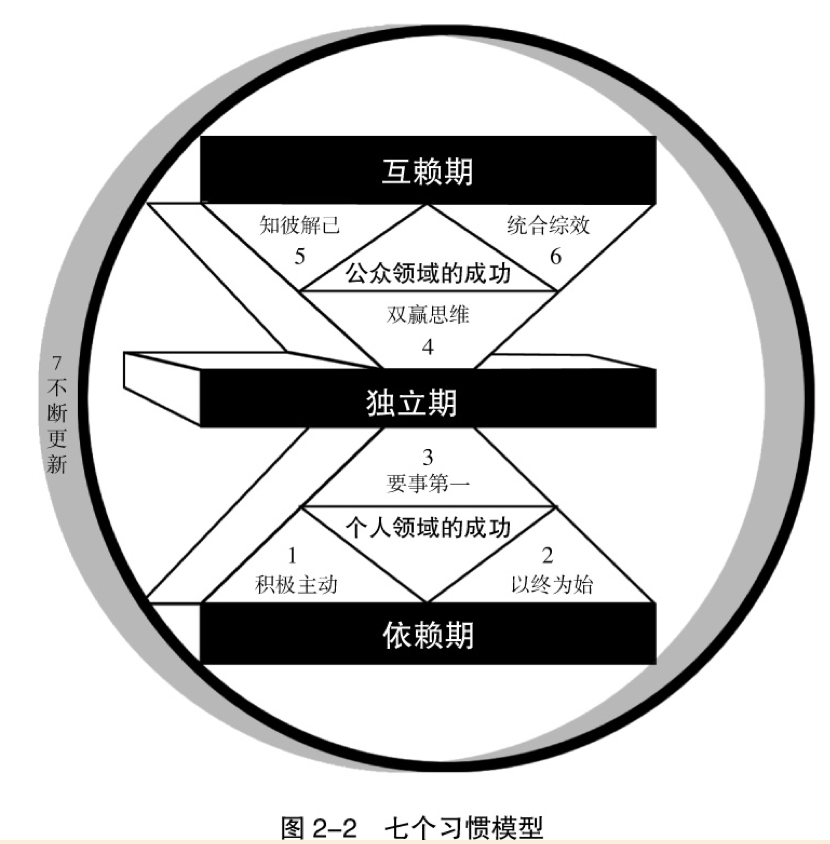 互赖期
知彼解己
5
统合综效
6
公众领域的成功
双赢思维
4
7
不
断
更
新
独立期
3
要事第一
个人领域的成功
1
积极主动
2
以终为始
依赖期
图 2-2 七个习惯模型